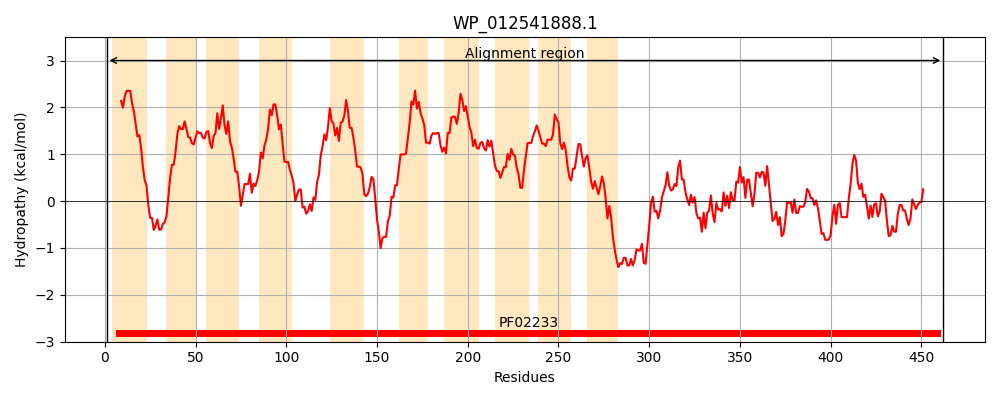 WP_012541888.1
Alignment region
3
2
1
0
−1
−2
−3
Hydropathy (kcal/mol)
PF02233
0 50 100 150 200 250 300 350 400 450
Residues